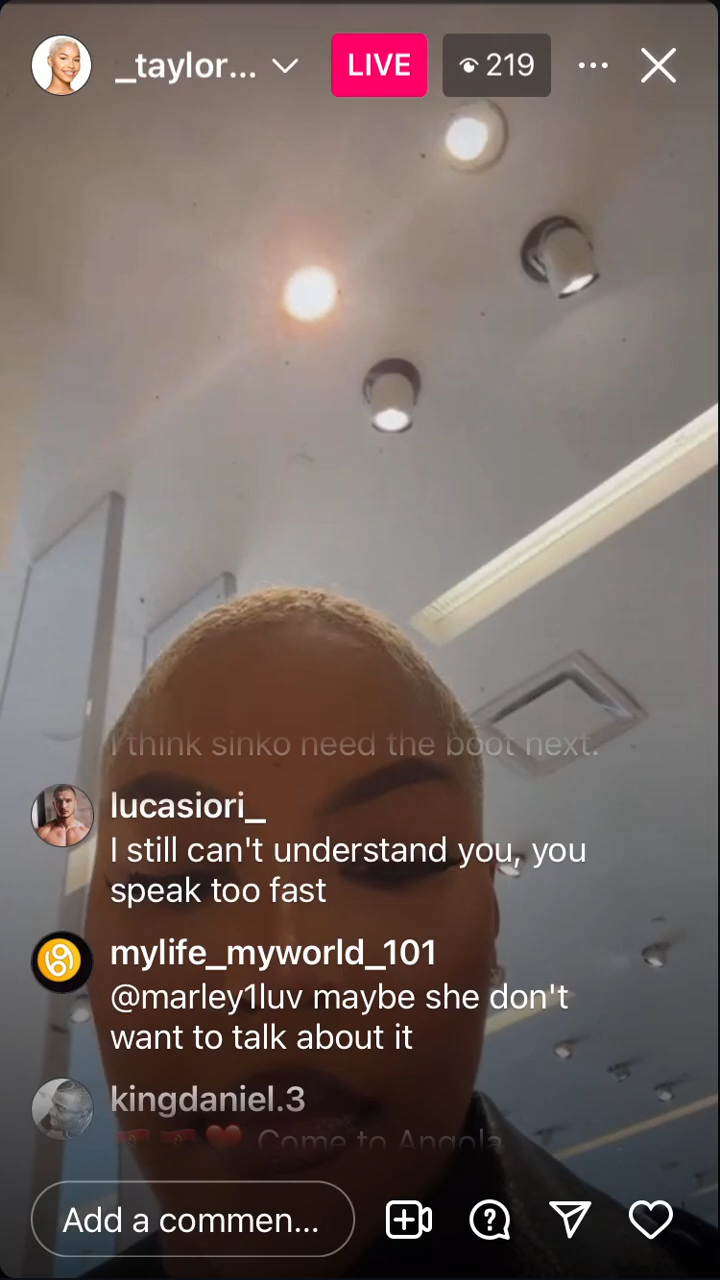 _taylor...
LIVE
219
I think sinko need the boot next.
lucasiori_
I still can't understand you, you
speak too fast
mylife_myworld_101
@marley1luv maybe she don't
want to talk about it
kingdaniel.3
🇦🇴 🇦🇴 ❤️ Come to Angola
Add a commen...